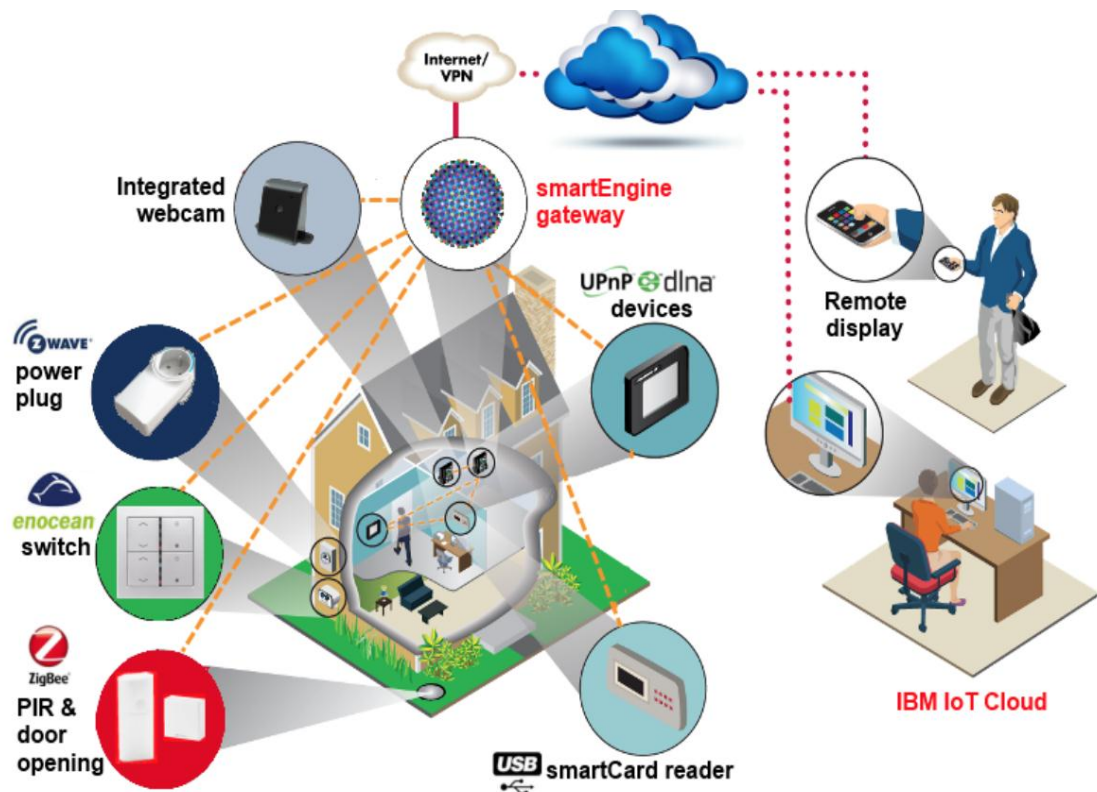 Internet/
VPN
Integrated
webcam
smartEngine
gateway
UPnP dlna
devices
Remote
display
Z WAVE
power
plug
enocean
switch
ZigBee
PIR &
door
opening
USB smartCard reader
IBM IoT Cloud